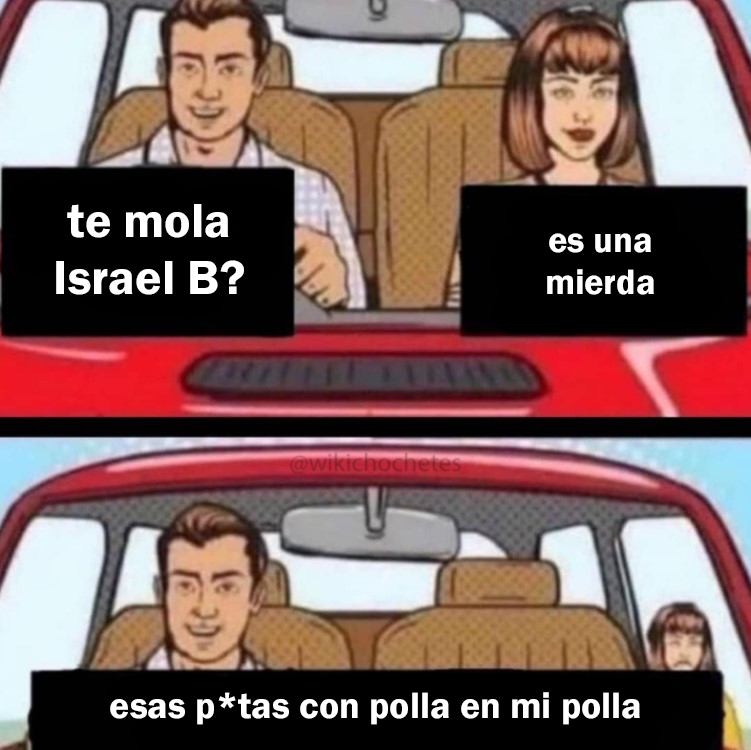 te mola
Israel B?
es una
mierda
@wikichochetes
esas p*tas con polla en mi polla